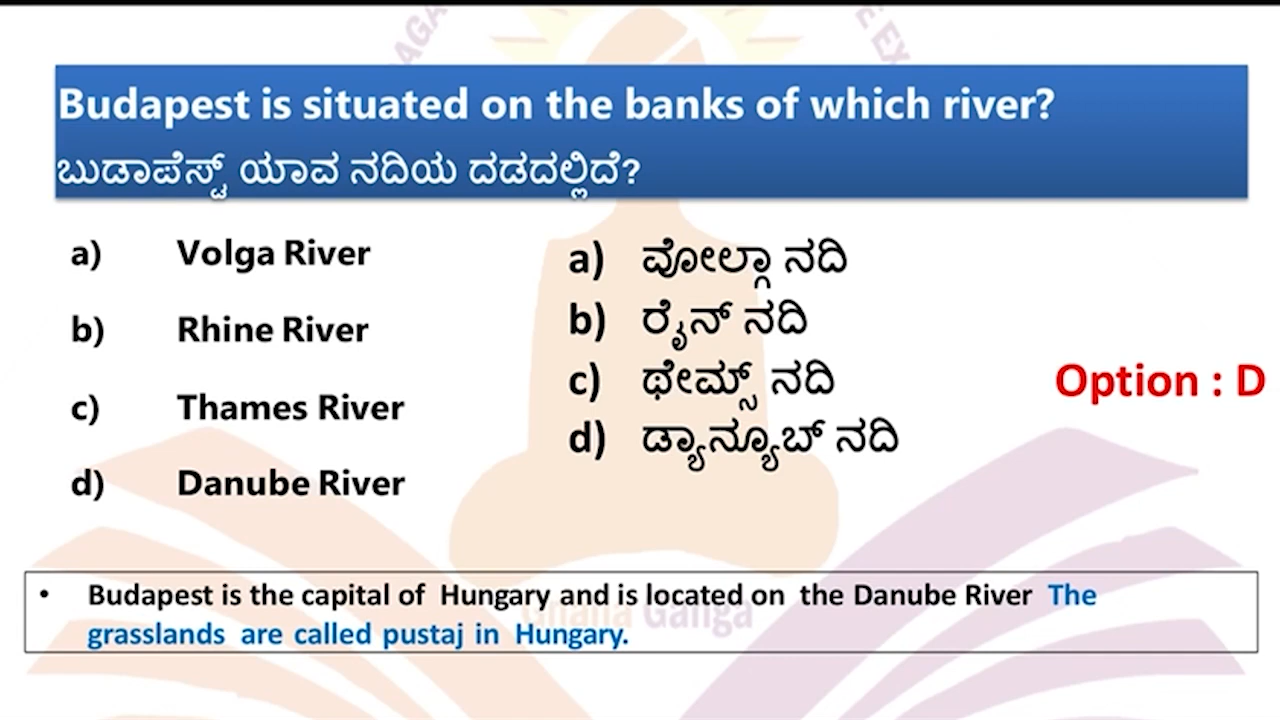 Budapest is situated on the banks of which river?
ಬುಡಾಪೆಸ್ಟ್ ಯಾವ ನದಿಯ ದಡದಲ್ಲಿದೆ?
a) Volga River
b) Rhine River
c) Thames River
d) Danube River
a) ವೋಲ್ಗಾ ನದಿ
b) ರೈನ್ ನದಿ
c) ಥೇಮ್ಸ್ ನದಿ
d) ಡ್ಯಾನ್ಯೂಬ್ ನದಿ
Option : D
• Budapest is the capital of Hungary and is located on the Danube River The
grasslands are called pustaj in Hungary.
Ganga